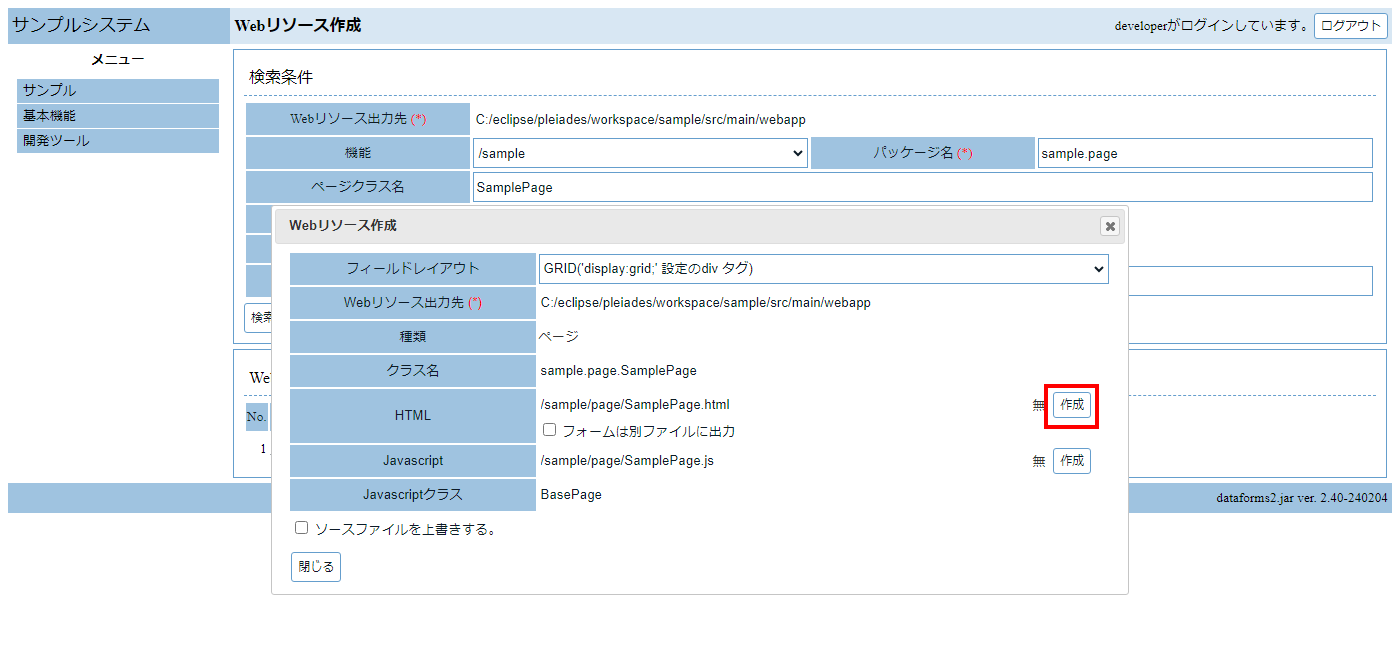 サンプルシステム
Webリソース作成
developerがログインしています。 ログアウト
メニュー
サンプル
基本機能
開発ツール
検索条件
Webリソース出力先 (*) C:/eclipse/pleiades/workspace/sample/src/main/webapp
機能 /sample パッケージ名 (*) sample.page
ページクラス名 SamplePage
Webリソース作成
フィールドレイアウト GRID('display:grid;' 設定のdiv タグ)
Webリソース出力先 (*) C:/eclipse/pleiades/workspace/sample/src/main/webapp
種類 ページ
クラス名 sample.page.SamplePage
HTML /sample/page/SamplePage.html 無 作成
フォームは別ファイルに出力
Javascript /sample/page/SamplePage.js 無 作成
Javascriptクラス BasePage
ソースファイルを上書きする。
閉じる
検索
We
No.
1
dataforms2.jar ver. 2.40-240204